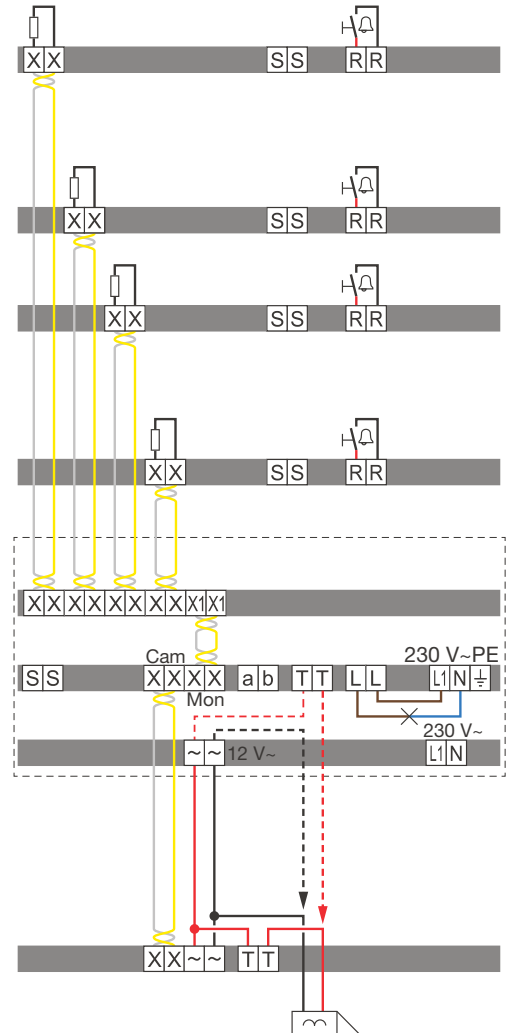 X X S S R R
X X S S R R
X X S S R R
X X S S R R
X X X X X X X X X1 X1
Cam 230 V~PE
S S X X X X a b T T L L L1 N
Mon
230 V~
~ ~ 12 V~ L1 N
X X ~ ~ T T